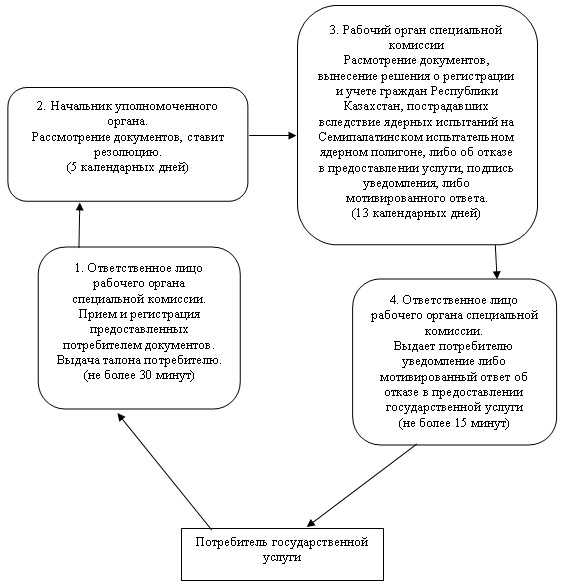 3. Рабочий орган специальной
комиссии
Расмотрение документов,
вынесение решения о регистрации
и учете граждан Республики
Казахстан, пострадавших
вследствие ядерных испытаний на
Семипалатинском испытательном
ядерном полигоне, либо об отказе
в предоставлении услуги, подпись
уведомления, либо
мотивированного ответа.
(13 календарных дней)
2. Начальник уполномоченного
органа.
Рассмотрение документов, ставит
резолюцию.
(5 календарных дней)
1. Ответственное лицо
рабочего органа
специальной комиссии.
Прием и регистрация
предоставленных
потребителем документов.
Выдача талона потребителю.
(не более 30 минут)
4. Ответственное лицо
рабочего органа специальной
комиссии.
Выдает потребителю
уведомление либо
мотивированный ответ об
отказе в предоставлении
государственной услуги
(не более 15 минут)
Потребитель государственной
услуги